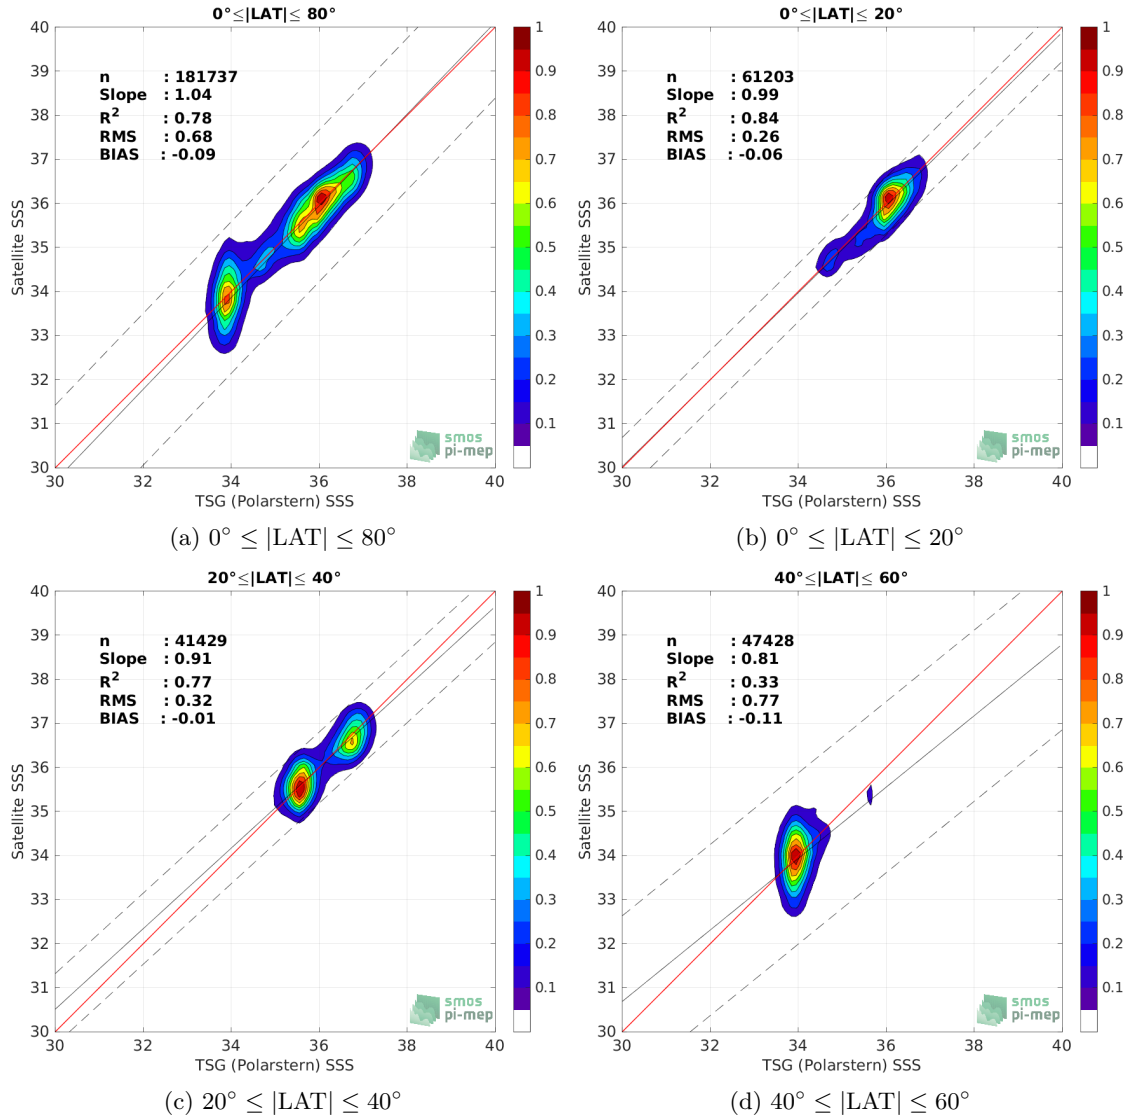 0°≤|LAT|≤ 80°
n : 181737
Slope : 1.04
R² : 0.78
RMS : 0.68
BIAS : -0.09
Satellite SSS
40
39
38
37
36
35
34
33
32
31
30
30 32 34 36 38 40
TSG (Polarstern) SSS
smos
pi-mep
1
0.9
0.8
0.7
0.6
0.5
0.4
0.3
0.2
0.1
(a) 0° ≤ |LAT| ≤ 80°
0°≤|LAT|≤ 20°
n : 61203
Slope : 0.99
R² : 0.84
RMS : 0.26
BIAS : -0.06
Satellite SSS
40
39
38
37
36
35
34
33
32
31
30
30 32 34 36 38 40
TSG (Polarstern) SSS
smos
pi-mep
1
0.9
0.8
0.7
0.6
0.5
0.4
0.3
0.2
0.1
(b) 0° ≤ |LAT| ≤ 20°
20°≤|LAT|≤ 40°
n : 41429
Slope : 0.91
R² : 0.77
RMS : 0.32
BIAS : -0.01
Satellite SSS
40
39
38
37
36
35
34
33
32
31
30
30 32 34 36 38 40
TSG (Polarstern) SSS
smos
pi-mep
1
0.9
0.8
0.7
0.6
0.5
0.4
0.3
0.2
0.1
(c) 20° ≤ |LAT| ≤ 40°
40°≤|LAT|≤ 60°
n : 47428
Slope : 0.81
R² : 0.33
RMS : 0.77
BIAS : -0.11
Satellite SSS
40
39
38
37
36
35
34
33
32
31
30
30 32 34 36 38 40
TSG (Polarstern) SSS
smos
pi-mep
1
0.9
0.8
0.7
0.6
0.5
0.4
0.3
0.2
0.1
(d) 40° ≤ |LAT| ≤ 60°